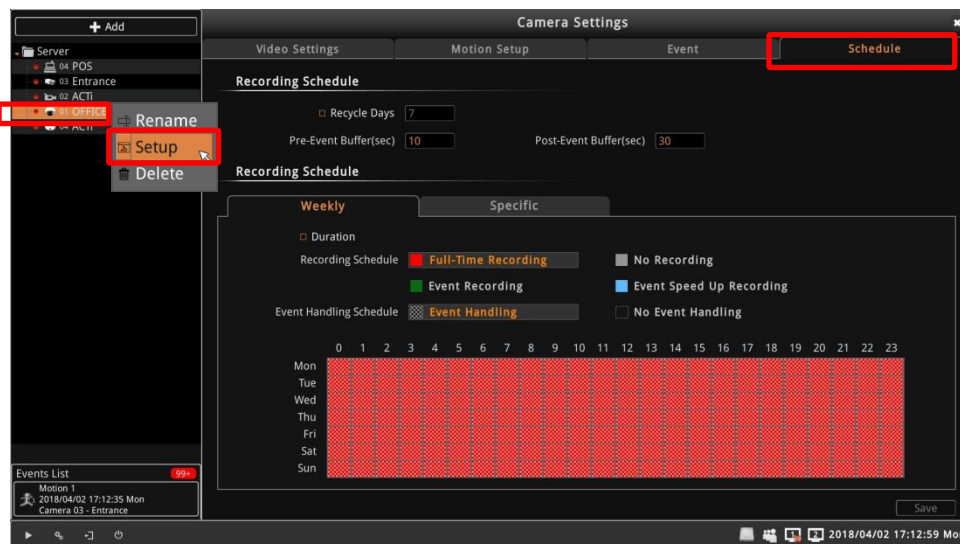 Add
Camera Settings
Server
04 POS
03 Entrance
02 ACTi
01 OFFICE
04 ACTi
Rename
Setup
Delete
Video Settings
Motion Setup
Event
Schedule
Recording Schedule
Recycle Days 7
Pre-Event Buffer(sec) 10 Post-Event Buffer(sec) 30
Recording Schedule
Weekly
Specific
Duration
Recording Schedule Full-Time Recording No Recording
Event Recording Event Speed Up Recording
Event Handling Schedule Event Handling No Event Handling
0 1 2 3 4 5 6 7 8 9 10 11 12 13 14 15 16 17 18 19 20 21 22 23
Mon
Tue
Wed
Thu
Fri
Sat
Sun
Save
Events List 99+
Motion 1
2018/04/02 17:12:35 Mon
Camera 03 - Entrance
1 2 2018/04/02 17:12:59 Mon